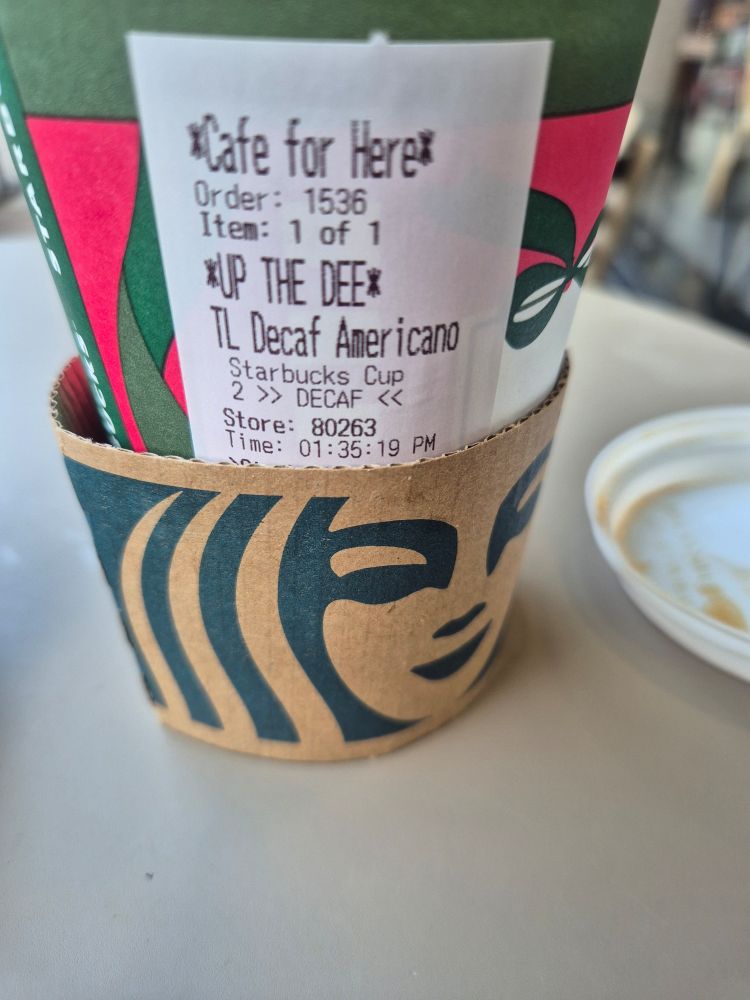 *Cafe for Here*
Order: 1536
Item: 1 of 1
*UP THE DEE*
TL Decaf Americano
Starbucks Cup
2 >> DECAF <<
Store: 80263
Time: 01:35:19 PM